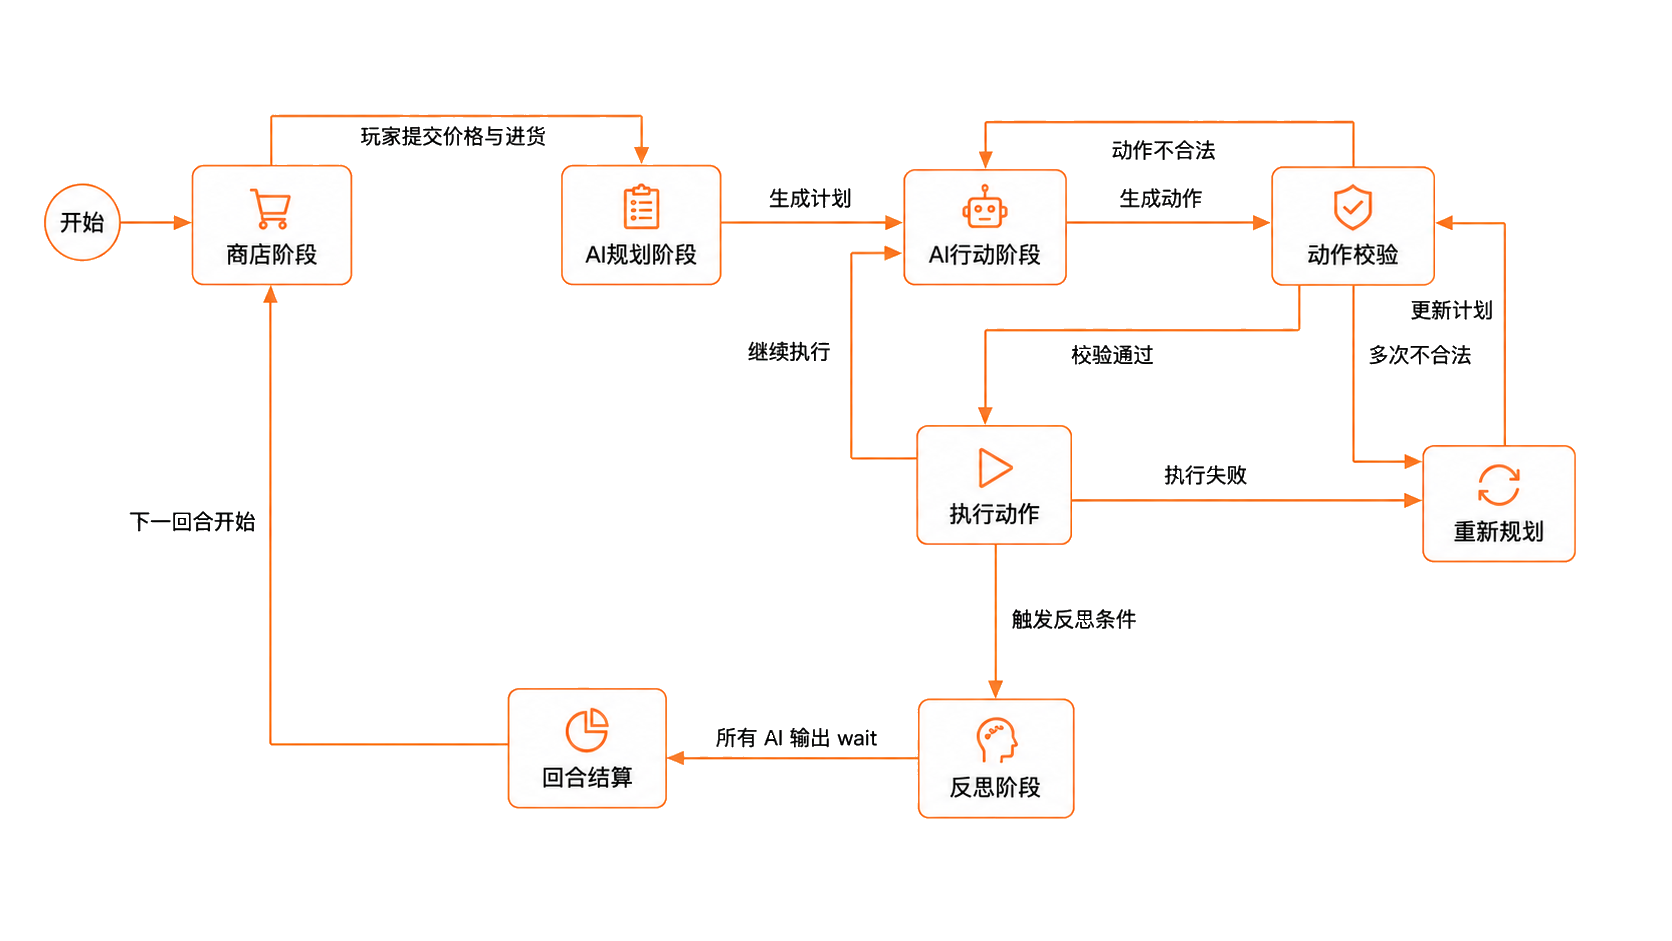 玩家提交价格与进货
动作不合法
开始
商店阶段
AI规划阶段
生成计划
AI行动阶段
生成动作
动作校验
更新计划
继续执行
校验通过
多次不合法
执行动作
执行失败
重新规划
下一回合开始
触发反思条件
回合结算
所有 AI 输出 wait
反思阶段